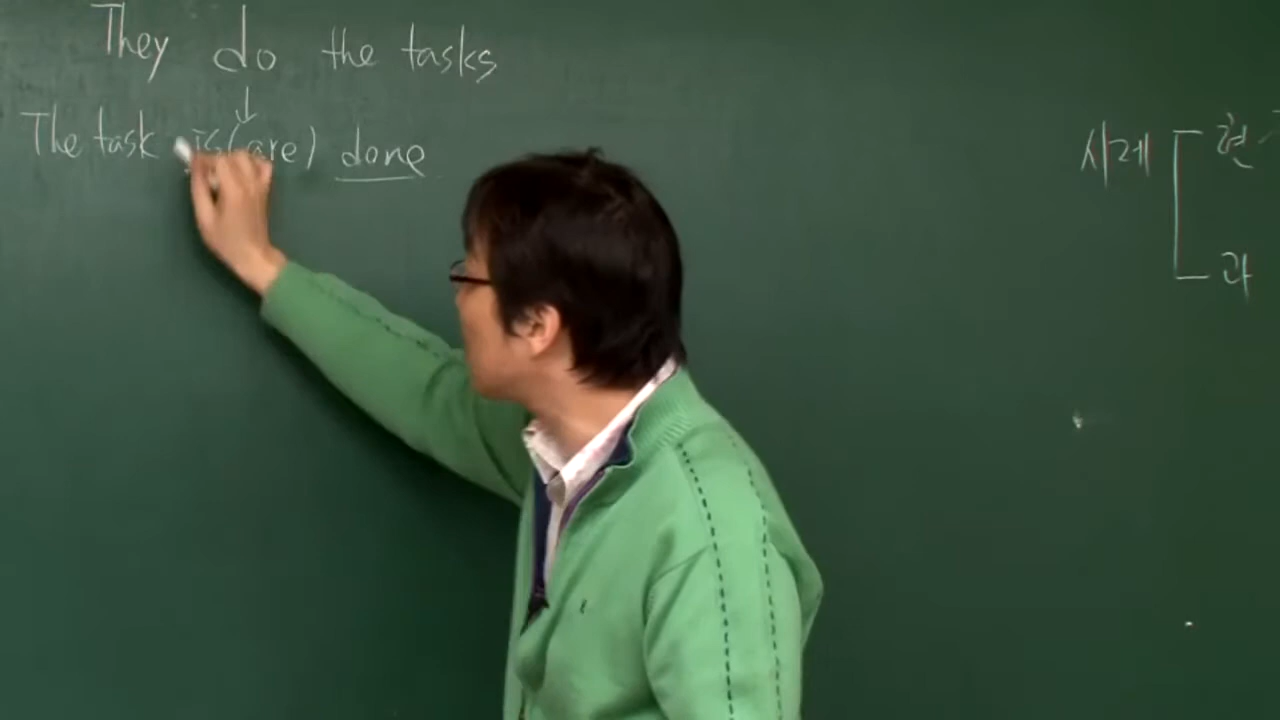 They do the tasks
The task is (are) done
시제
현
과